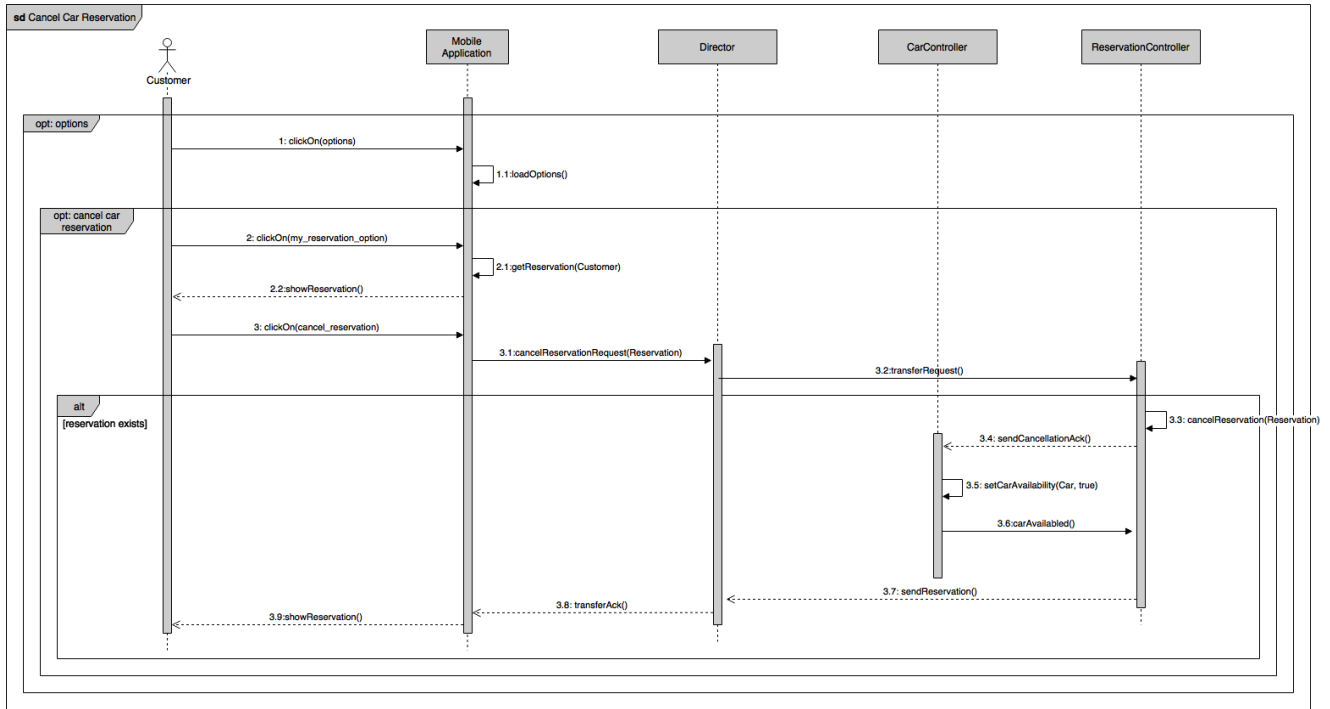 sd Cancel Car Reservation
Customer
Mobile
Application
Director
CarController
ReservationController
opt: options
1: clickOn(options)
1.1:loadOptions()
opt: cancel car
reservation
2: clickOn(my_reservation_option)
2.1:getReservation(Customer)
2.2:showReservation()
3: clickOn(cancel_reservation)
3.1:cancelReservationRequest(Reservation)
3.2:transferRequest()
alt
[reservation exists]
3.3: cancelReservation(Reservation)
3.4: sendCancellationAck()
3.5: setCarAvailability(Car, true)
3.6:carAvailabled()
3.7: sendReservation()
3.8: transferAck()
3.9:showReservation()